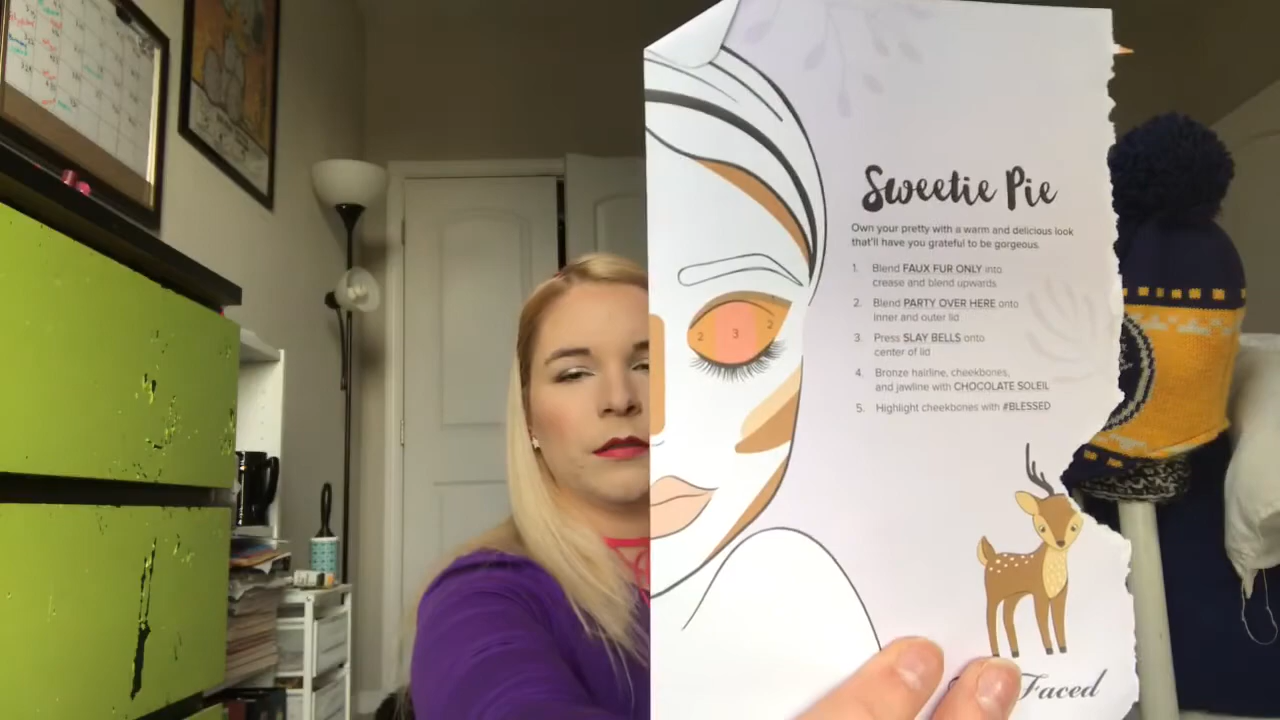 Sweetie Pie
Own your pretty with a warm and delicious look
that'll have you grateful to be gorgeous.
1. Blend FAUX FUR ONLY into
crease and blend upwards
2. Blend PARTY OVER HERE onto
inner and outer lid
3. Press SLAY BELLS onto
center of lid
4. Bronze hairline, cheekbones,
and jawline with CHOCOLATE SOLEIL
5. Highlight cheekbones with #BLESSED
2 3 2
Faced